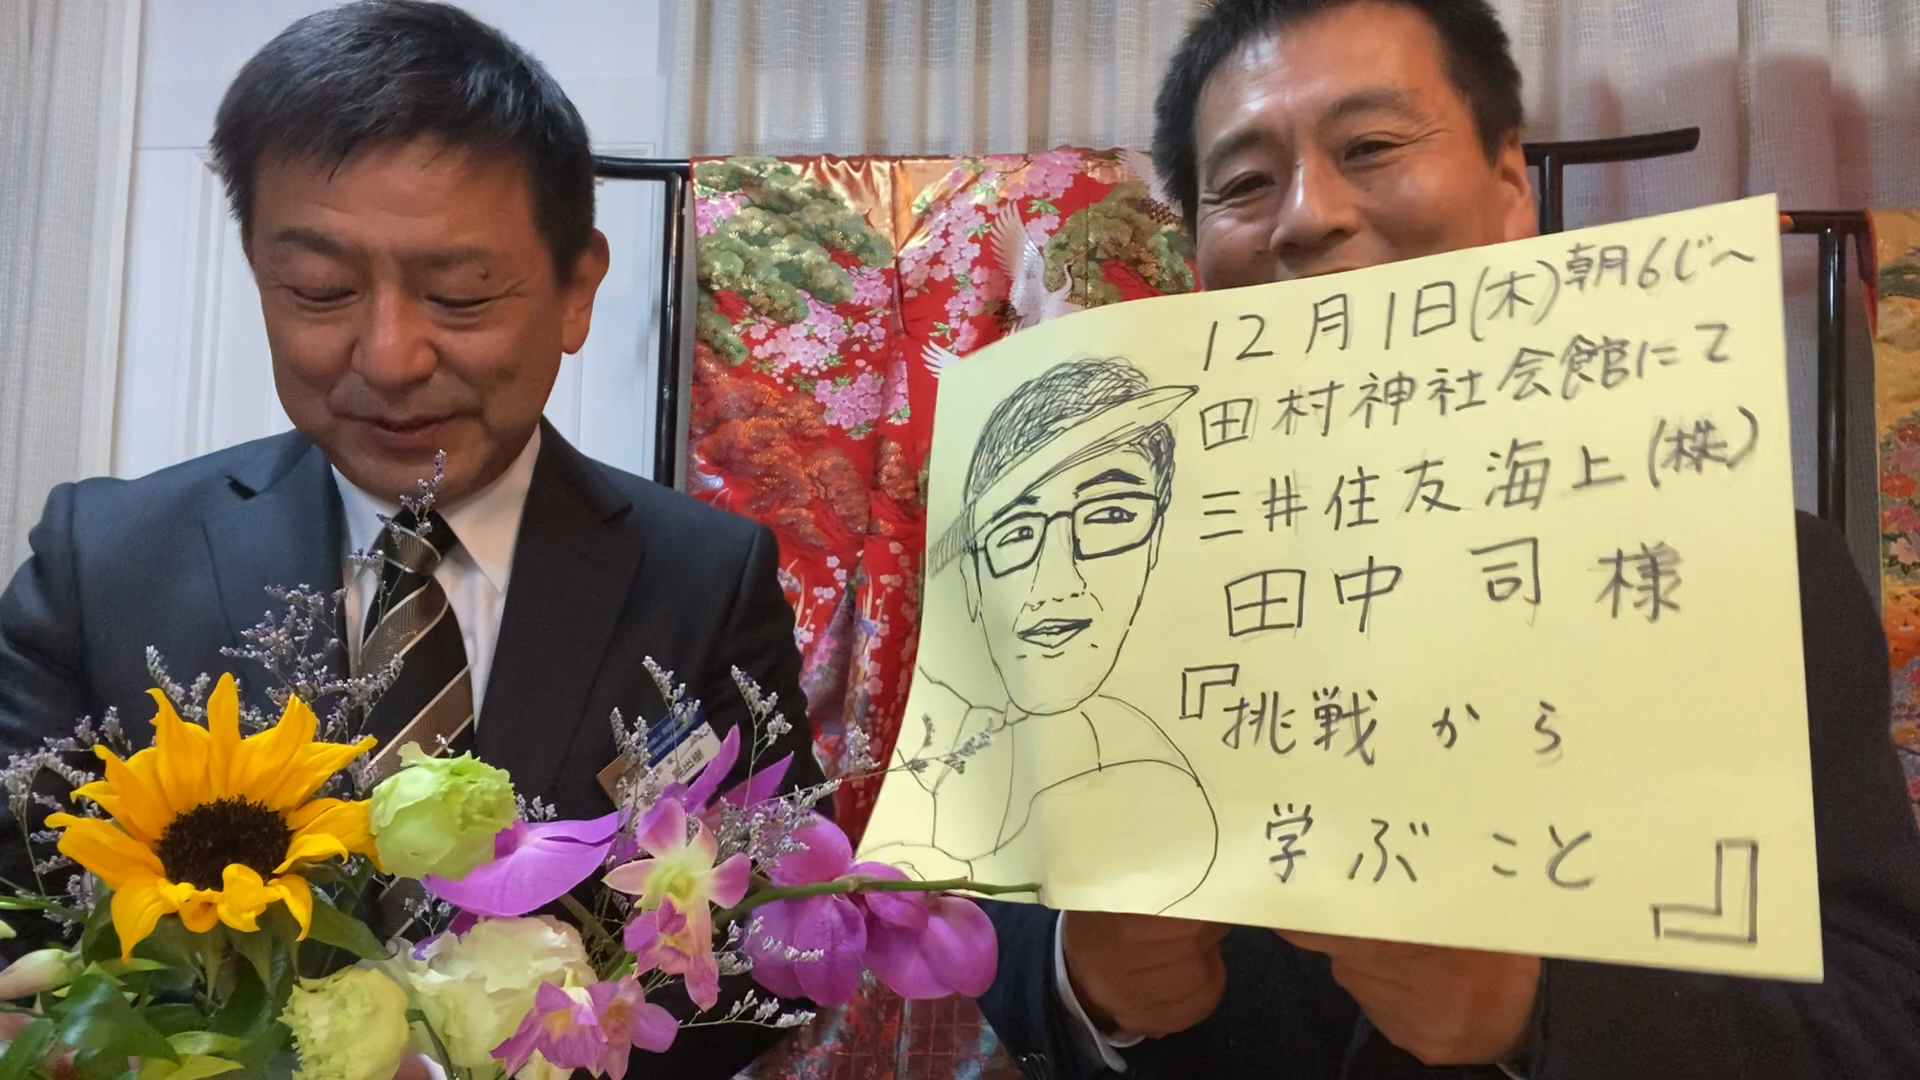 12月1日(木)朝6じ〜
田村神社会館にて
三井住友海上(株)
田中 司 様
『挑戦から
学ぶこと』